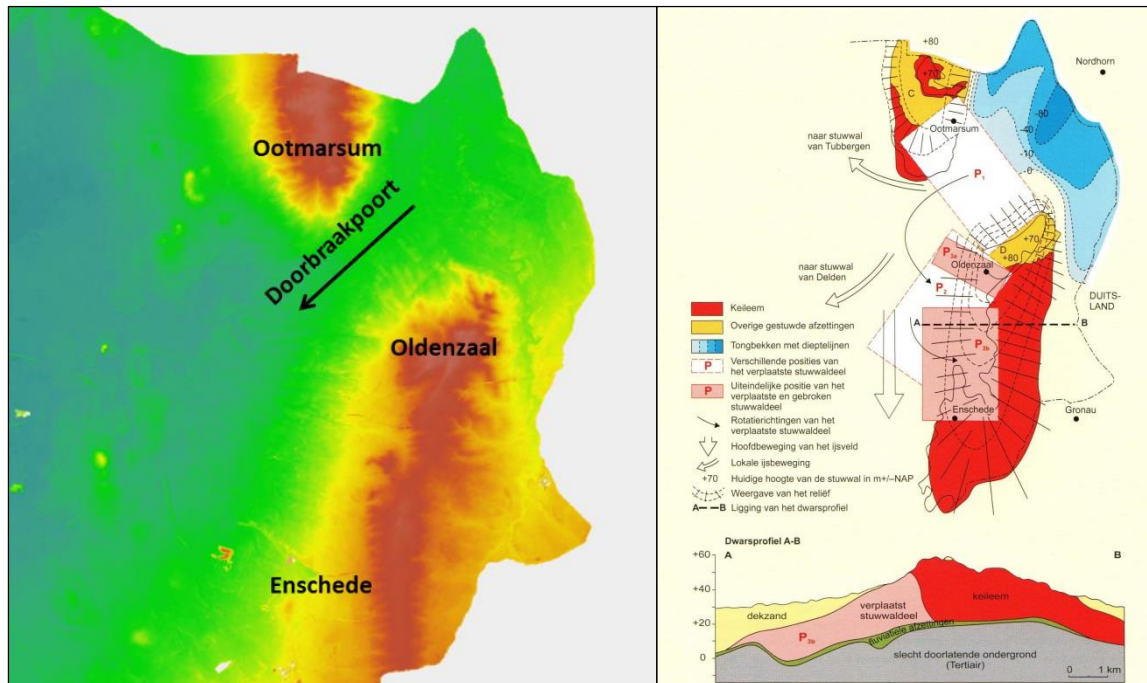 Ootmarsum
Doorbraakpoort
Oldenzaal
Enschede
+80
+70
C
Nordhorn
Ootmarsum
-80
-40
-10
-0
naar stuwwal
van Tubbergen
P1
+70
D
+80
P3a
Oldenzaal
naar stuwwal
van Delden
P2
DUITS-
LAND
A
B
P3b
Enschede
Gronau
Keileem
Overige gestuwde afzettingen
Tongbekken met dieptelijnen
P
Verschillende posities van
het verplaatste stuwwaldeel
P
Uiteindelijke positie van het
verplaatste en gebroken
stuwwaldeel
Rotatierichtingen van het
verplaatste stuwwaldeel
Hoofdbeweging van het ijsveld
Lokale ijsbeweging
+70
Huidige hoogte van de stuwwal in m+/–NAP
Weergave van het reliëf
A B
Ligging van het dwarsprofiel
Dwarsprofiel A-B
+60
A
B
+40
+20
0
dekzand
verplaatst
stuwwaldeel
keileem
P3b
fluviatiele afzettingen
slecht doorlatende ondergrond
(Tertiair)
0 1 km